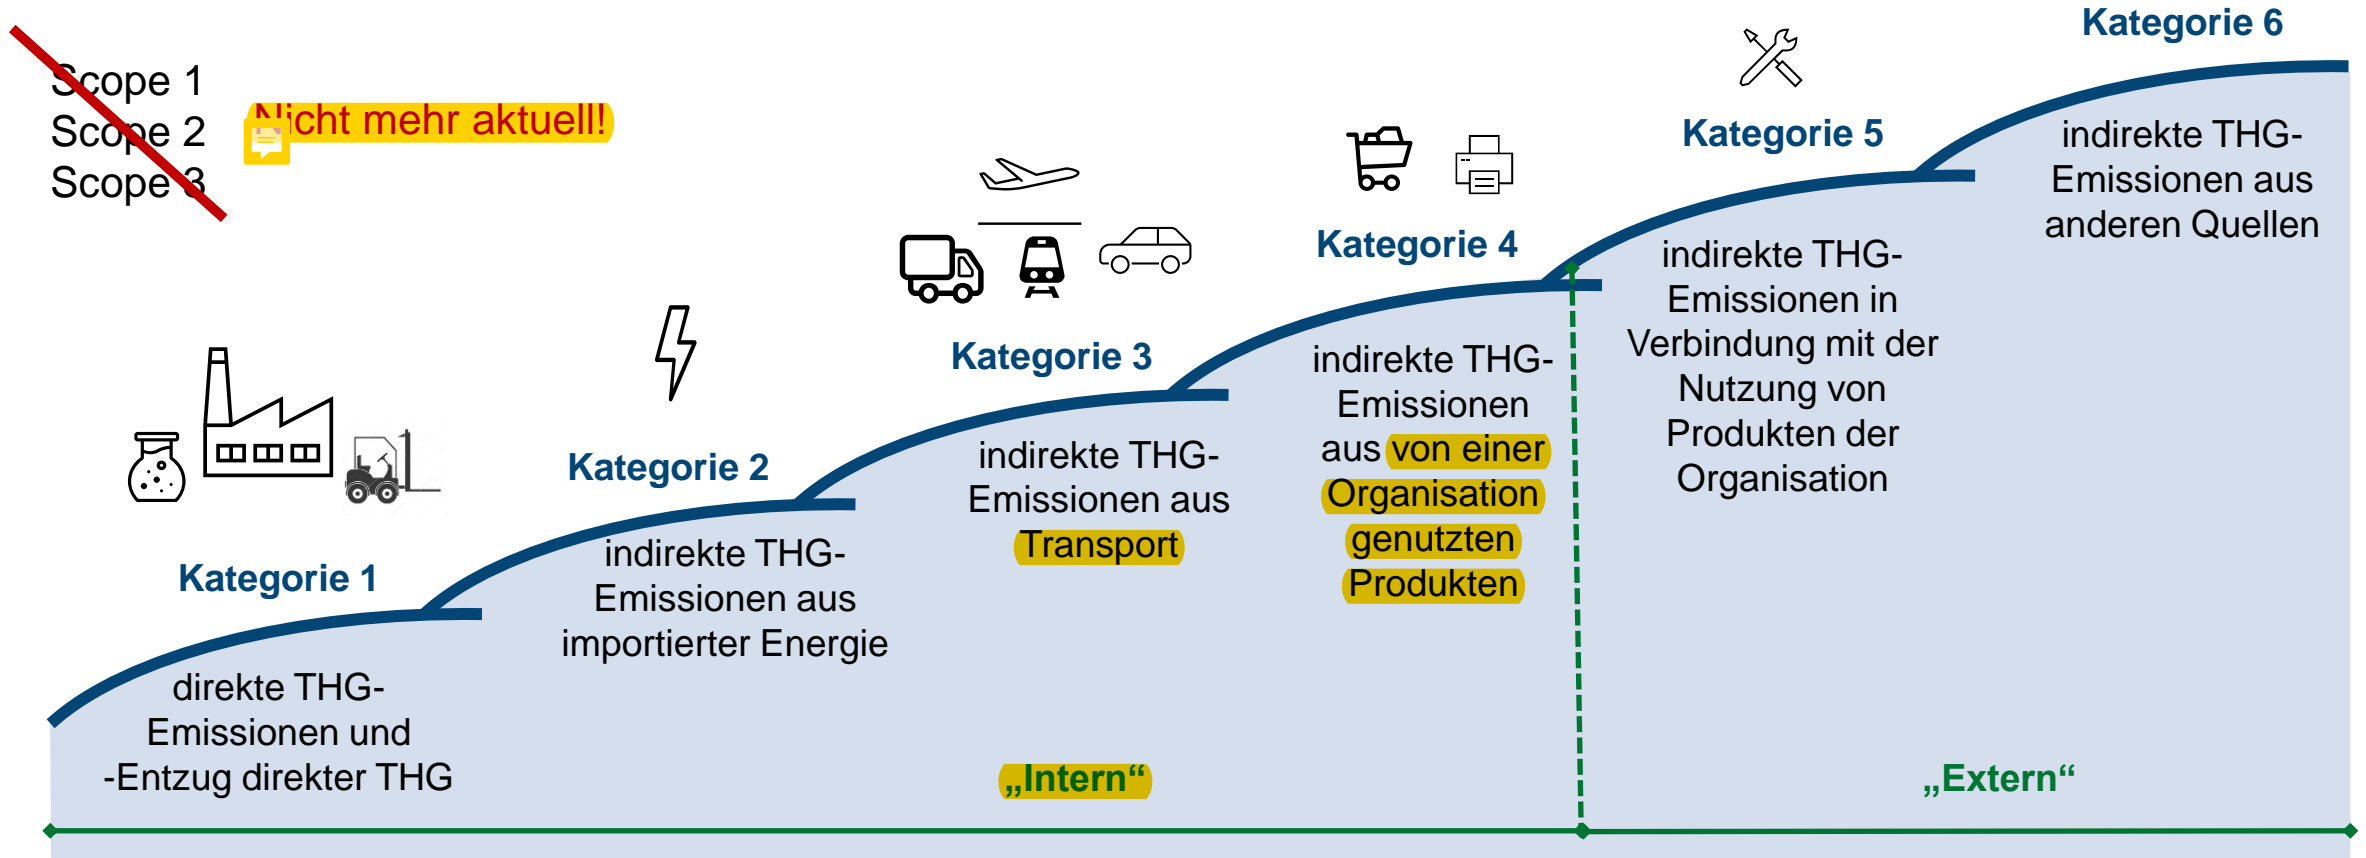 Scope 1
Scope 2
Scope 3
Nicht mehr aktuell!
Kategorie 1
direkte THG-
Emissionen und
-Entzug direkter THG
Kategorie 2
indirekte THG-
Emissionen aus
importierter Energie
Kategorie 3
indirekte THG-
Emissionen aus
Transport
Kategorie 4
indirekte THG-
Emissionen
aus von einer
Organisation
genutzten
Produkten
Kategorie 5
indirekte THG-
Emissionen in
Verbindung mit der
Nutzung von
Produkten der
Organisation
Kategorie 6
indirekte THG-
Emissionen aus
anderen Quellen
„Intern“
„Extern“